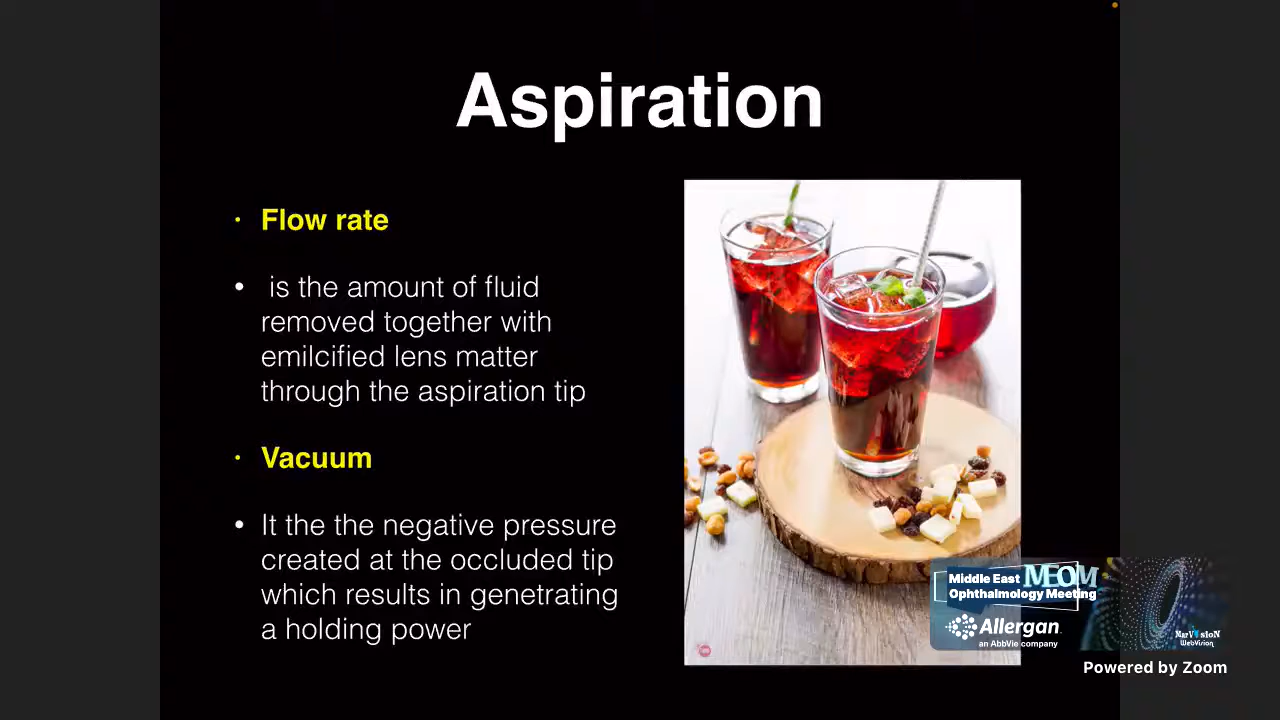 Aspiration
• Flow rate
• is the amount of fluid
removed together with
emilcified lens matter
through the aspiration tip
• Vacuum
• It the the negative pressure
created at the occluded tip
which results in genetrating
a holding power
Middle East MEOM
Ophthalmology Meeting
Allergan
an AbbVie company
MarVisioN
WebVision
Powered by Zoom